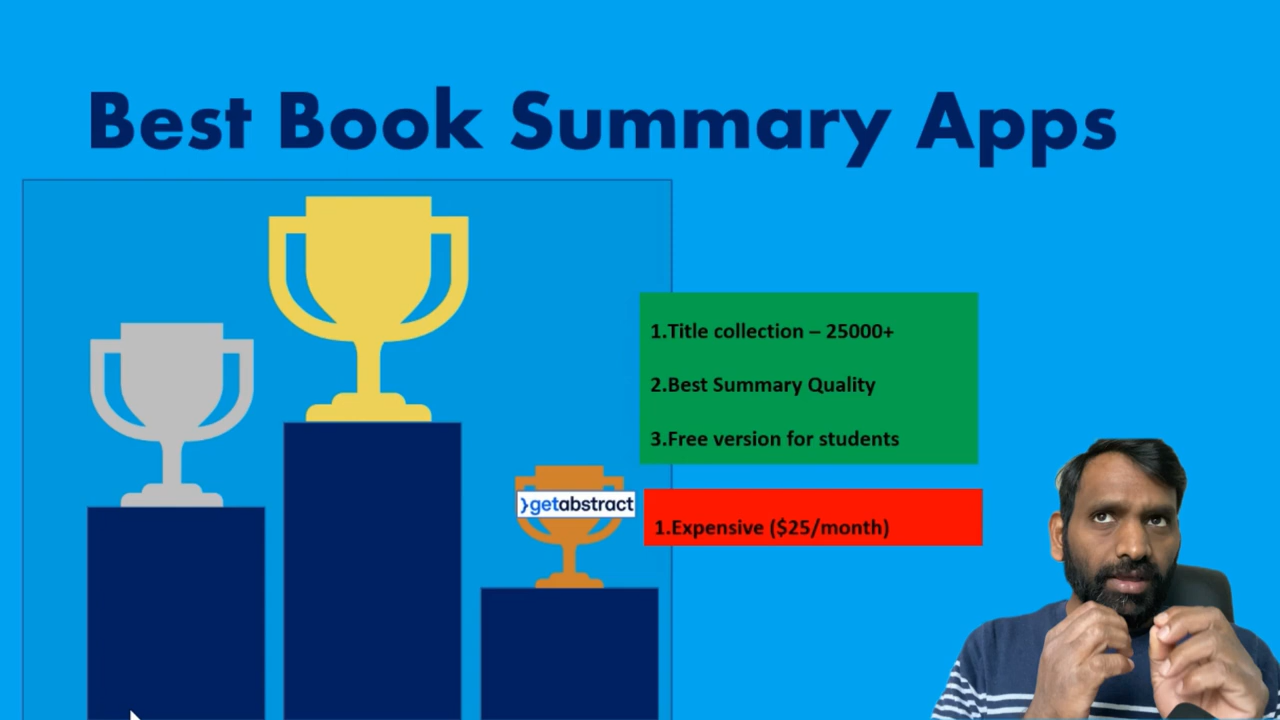 Best Book Summary Apps
1.Title collection – 25000+
2.Best Summary Quality
3.Free version for students
}getabstract
1.Expensive ($25/month)